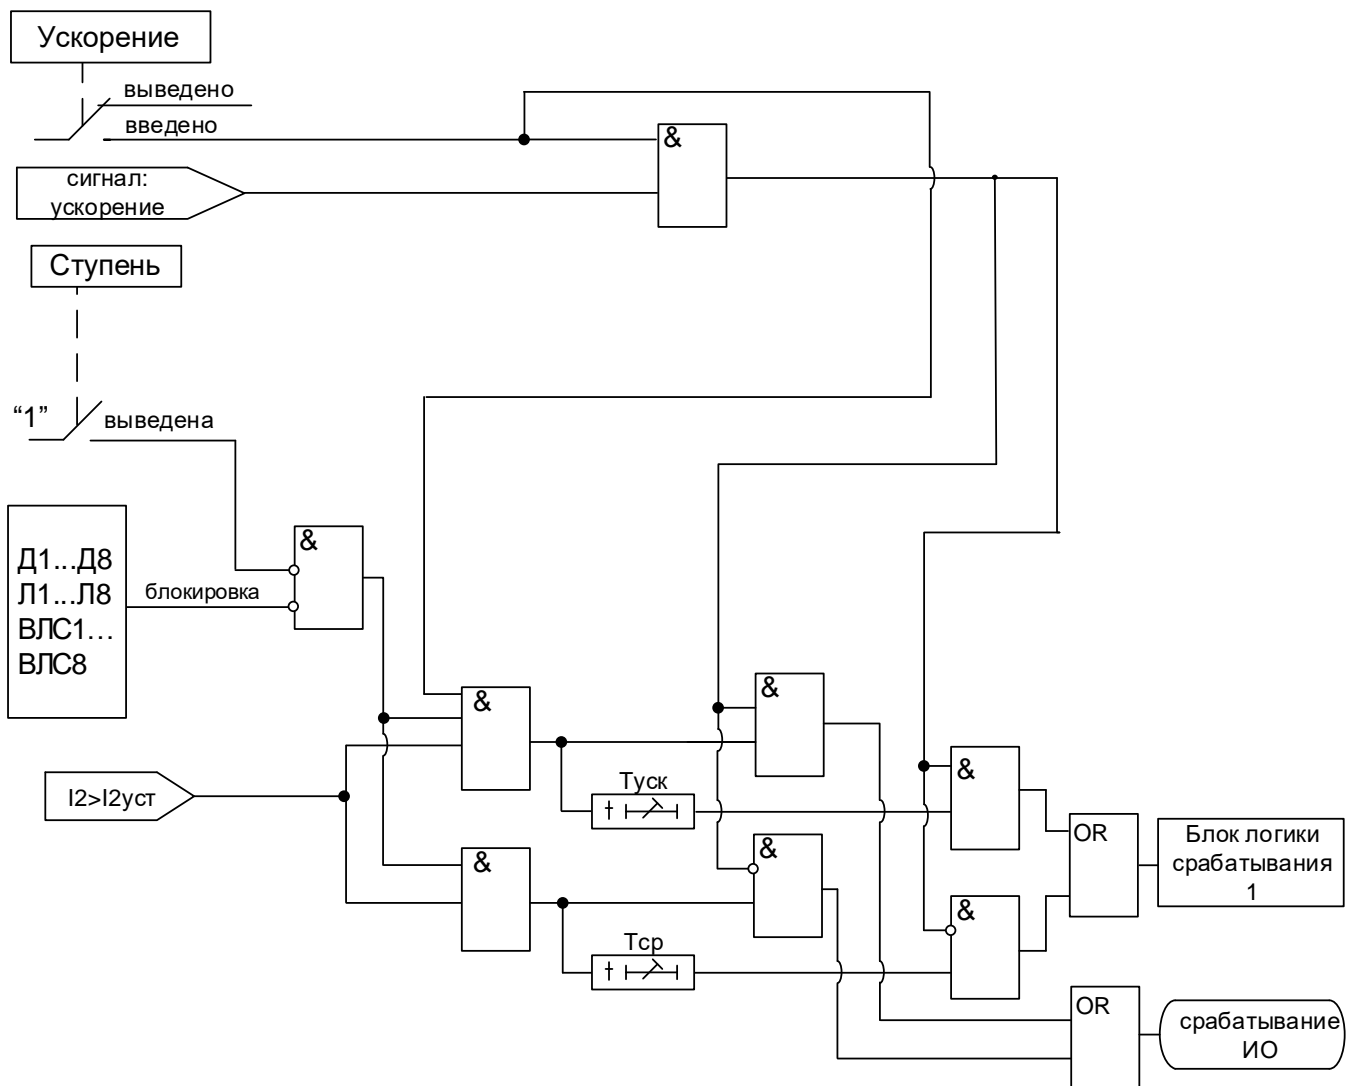 Ускорение
выведено
введено
&
сигнал:
ускорение
Ступень
“1”
выведена
&
Д1...Д8
Л1...Л8
ВЛС1...
ВЛС8
блокировка
&
&
I2>I2уст
Туск
&
&
&
OR
Блок логики
срабатывания
1
&
Тср
OR
срабатывание
ИО